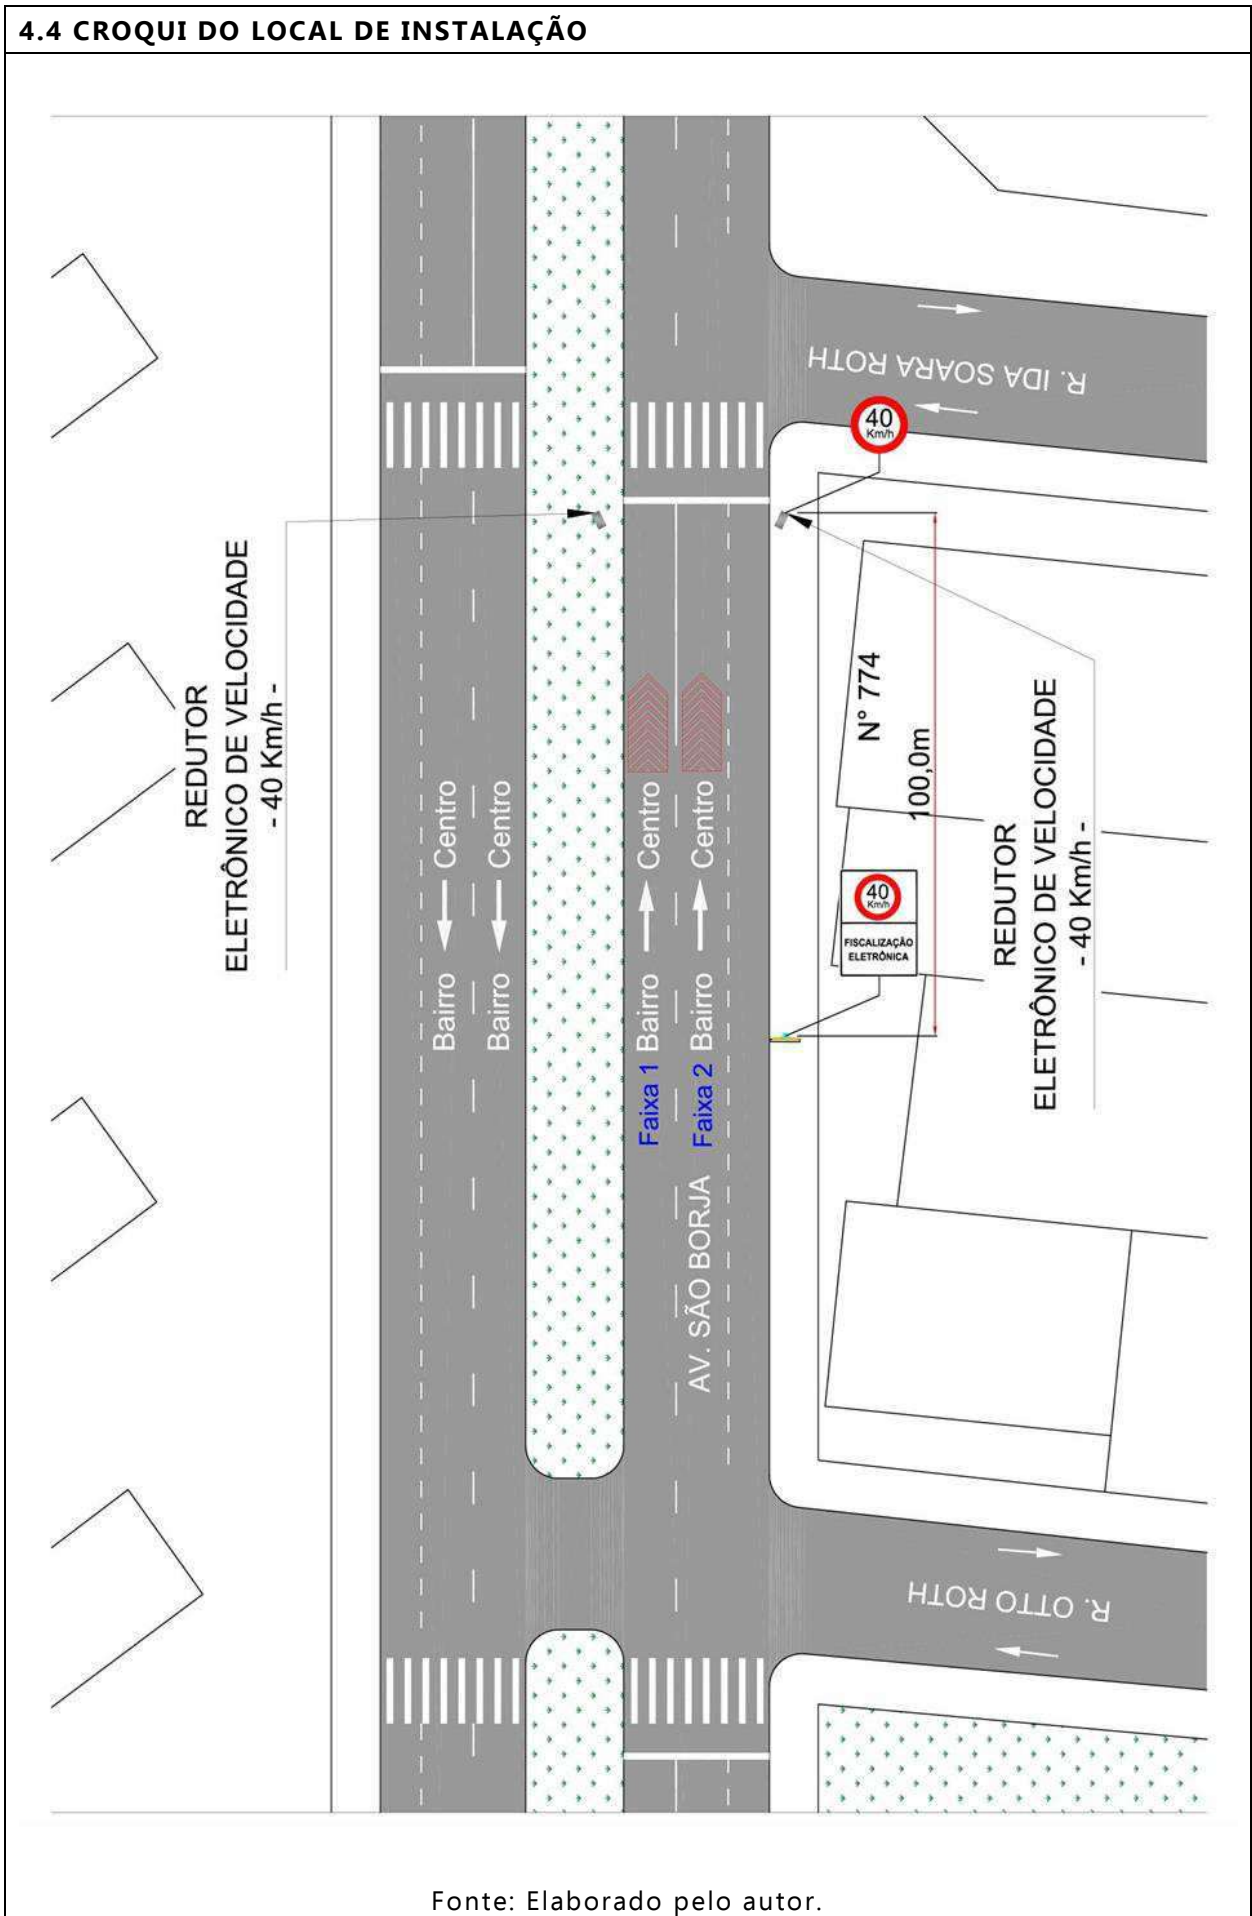 4.4 CROQUI DO LOCAL DE INSTALAÇÃO
R. IDA SOARA ROTH
40
Km/h
REDUTOR
ELETRÔNICO DE VELOCIDADE
- 40 Km/h -
N° 774
100,0m
Bairro Centro
Bairro Centro
Faixa 1 Bairro Centro
Faixa 2 Bairro Centro
40
Km/h
FISCALIZAÇÃO
ELETRÔNICA
REDUTOR
ELETRÔNICO DE VELOCIDADE
- 40 Km/h -
AV. SÃO BORJA
R. OTTO ROTH
Fonte: Elaborado pelo autor.